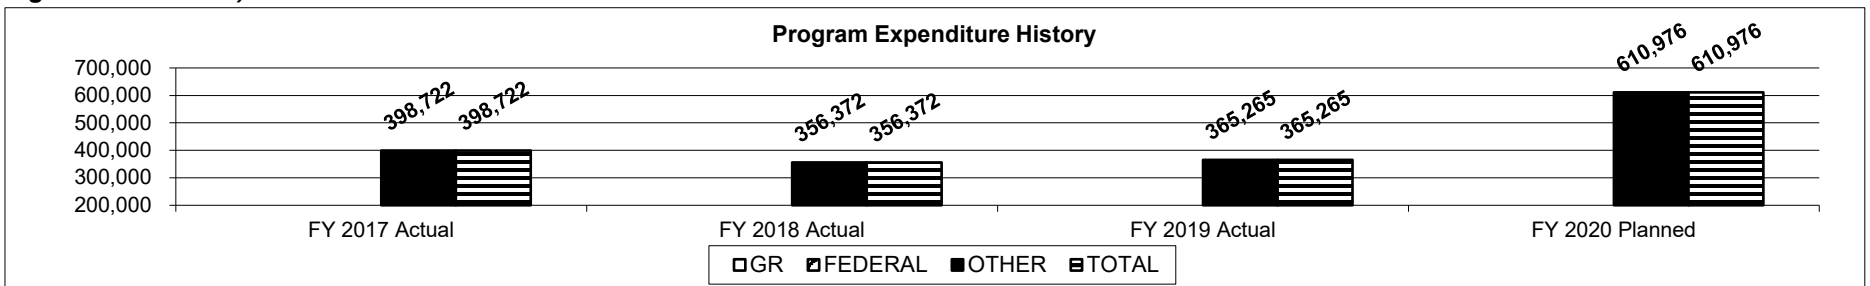 Program Expenditure History
700,000
600,000
500,000
400,000
300,000
200,000
398,722
398,722
356,372
356,372
365,265
365,265
610,976
610,976
FY 2017 Actual
FY 2018 Actual
FY 2019 Actual
FY 2020 Planned
GR FEDERAL OTHER TOTAL